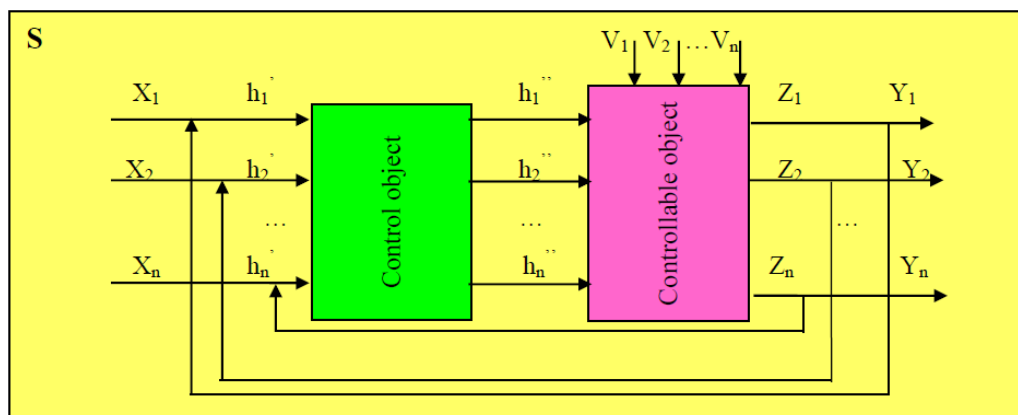 S
V₁ V₂ …Vₙ
X₁ h₁’ h₁’’ Z₁ Y₁
X₂ h₂’ h₂’’ Z₂ Y₂
… … …
Xₙ hₙ’ hₙ’’ Zₙ Yₙ
Control object
Controllable object